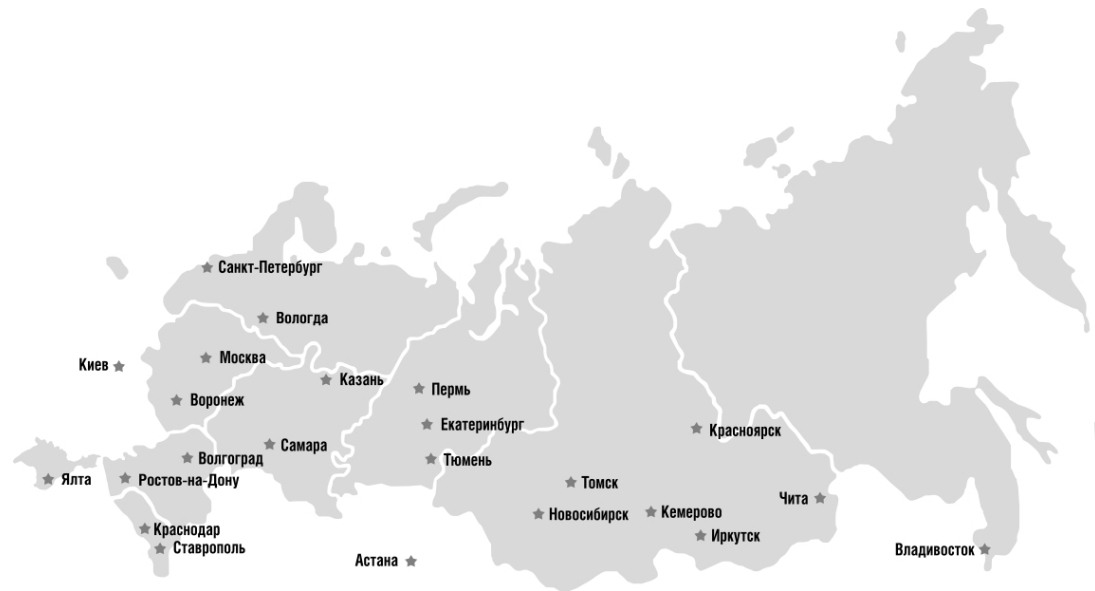 Санкт-Петербург
Вологда
Москва
Киев
Казань
Пермь
Воронеж
Екатеринбург
Красноярск
Самара
Волгоград
Тюмень
Ялта
Ростов-на-Дону
Томск
Чита
Новосибирск
Кемерово
Краснодар
Иркутск
Ставрополь
Владивосток
Астана